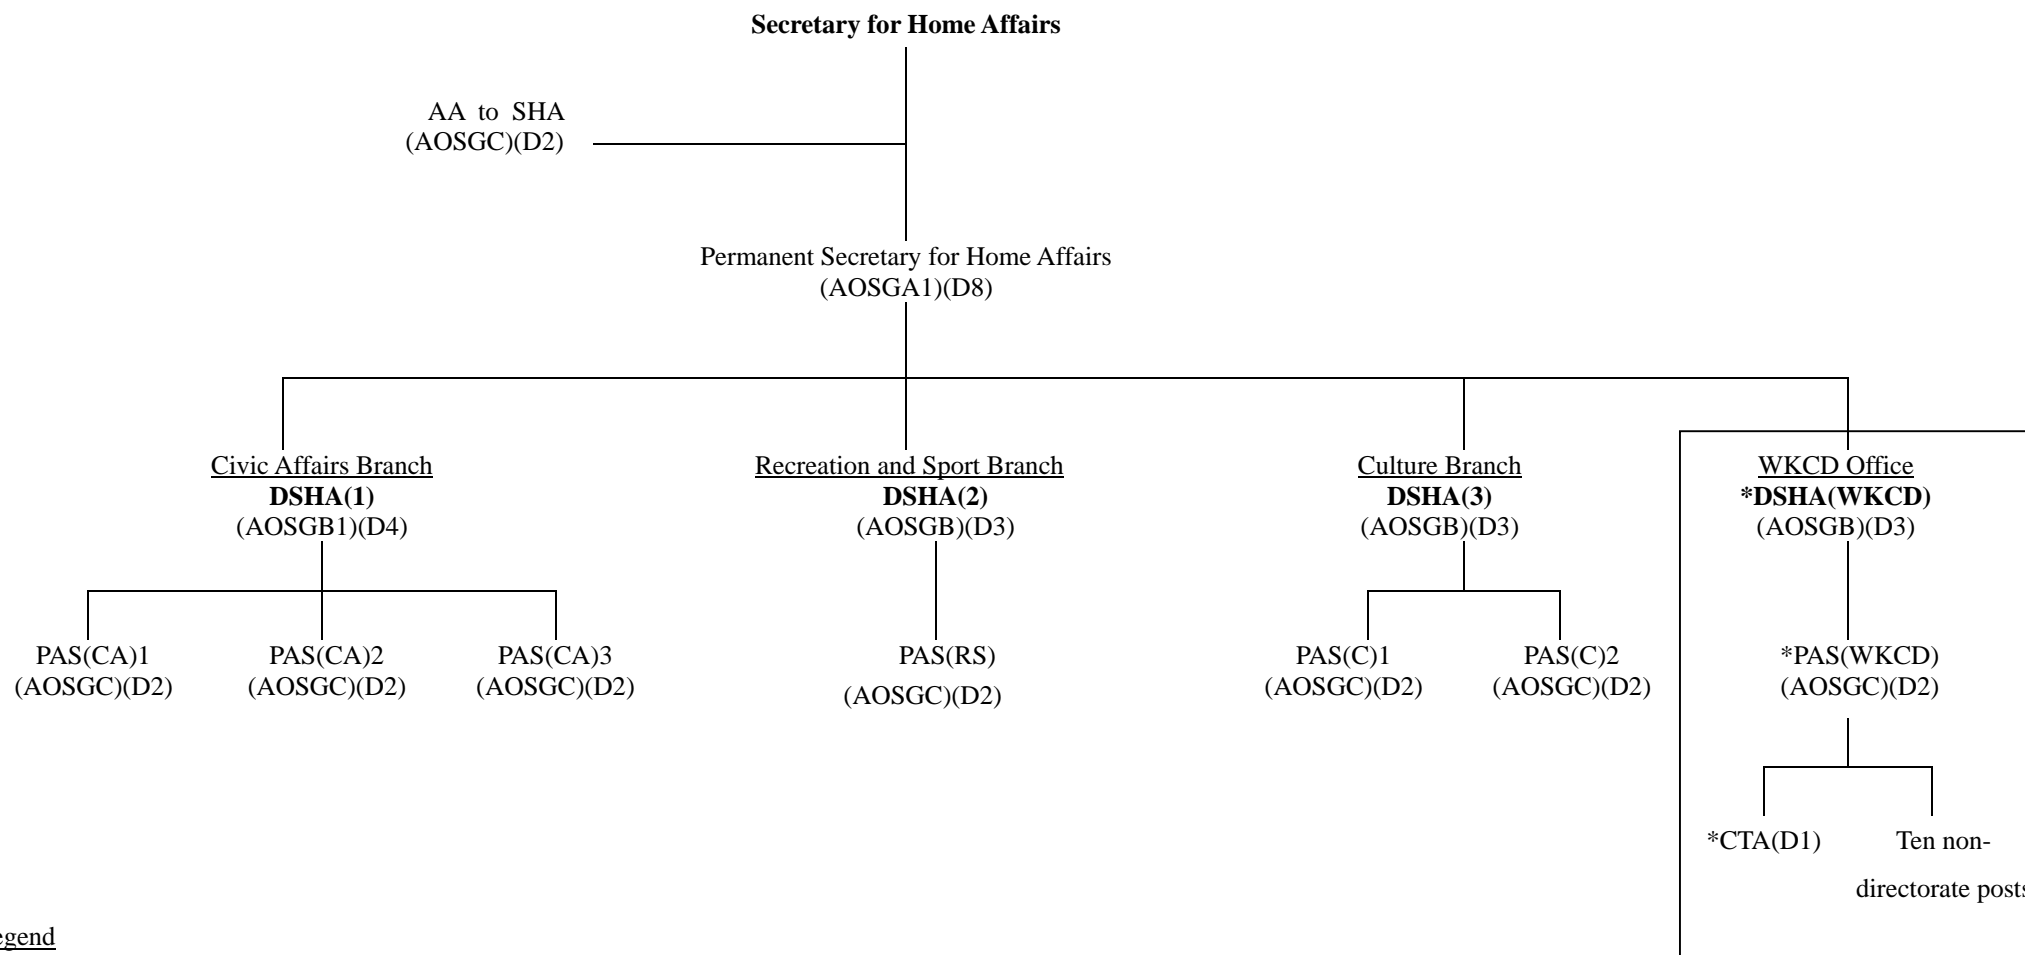 Secretary for Home Affairs
AA to SHA
(AOSGC)(D2)
Permanent Secretary for Home Affairs
(AOSGA1)(D8)
Civic Affairs Branch
DSHA(1)
(AOSGB1)(D4)
Recreation and Sport Branch
DSHA(2)
(AOSGB)(D3)
Culture Branch
DSHA(3)
(AOSGB)(D3)
WKCD Office
*DSHA(WKCD)
(AOSGB)(D3)
PAS(CA)1
(AOSGC)(D2)
PAS(CA)2
(AOSGC)(D2)
PAS(CA)3
(AOSGC)(D2)
PAS(RS)
(AOSGC)(D2)
PAS(C)1
(AOSGC)(D2)
PAS(C)2
(AOSGC)(D2)
*PAS(WKCD)
(AOSGC)(D2)
*CTA(D1)
Ten non-
directorate posts
egend